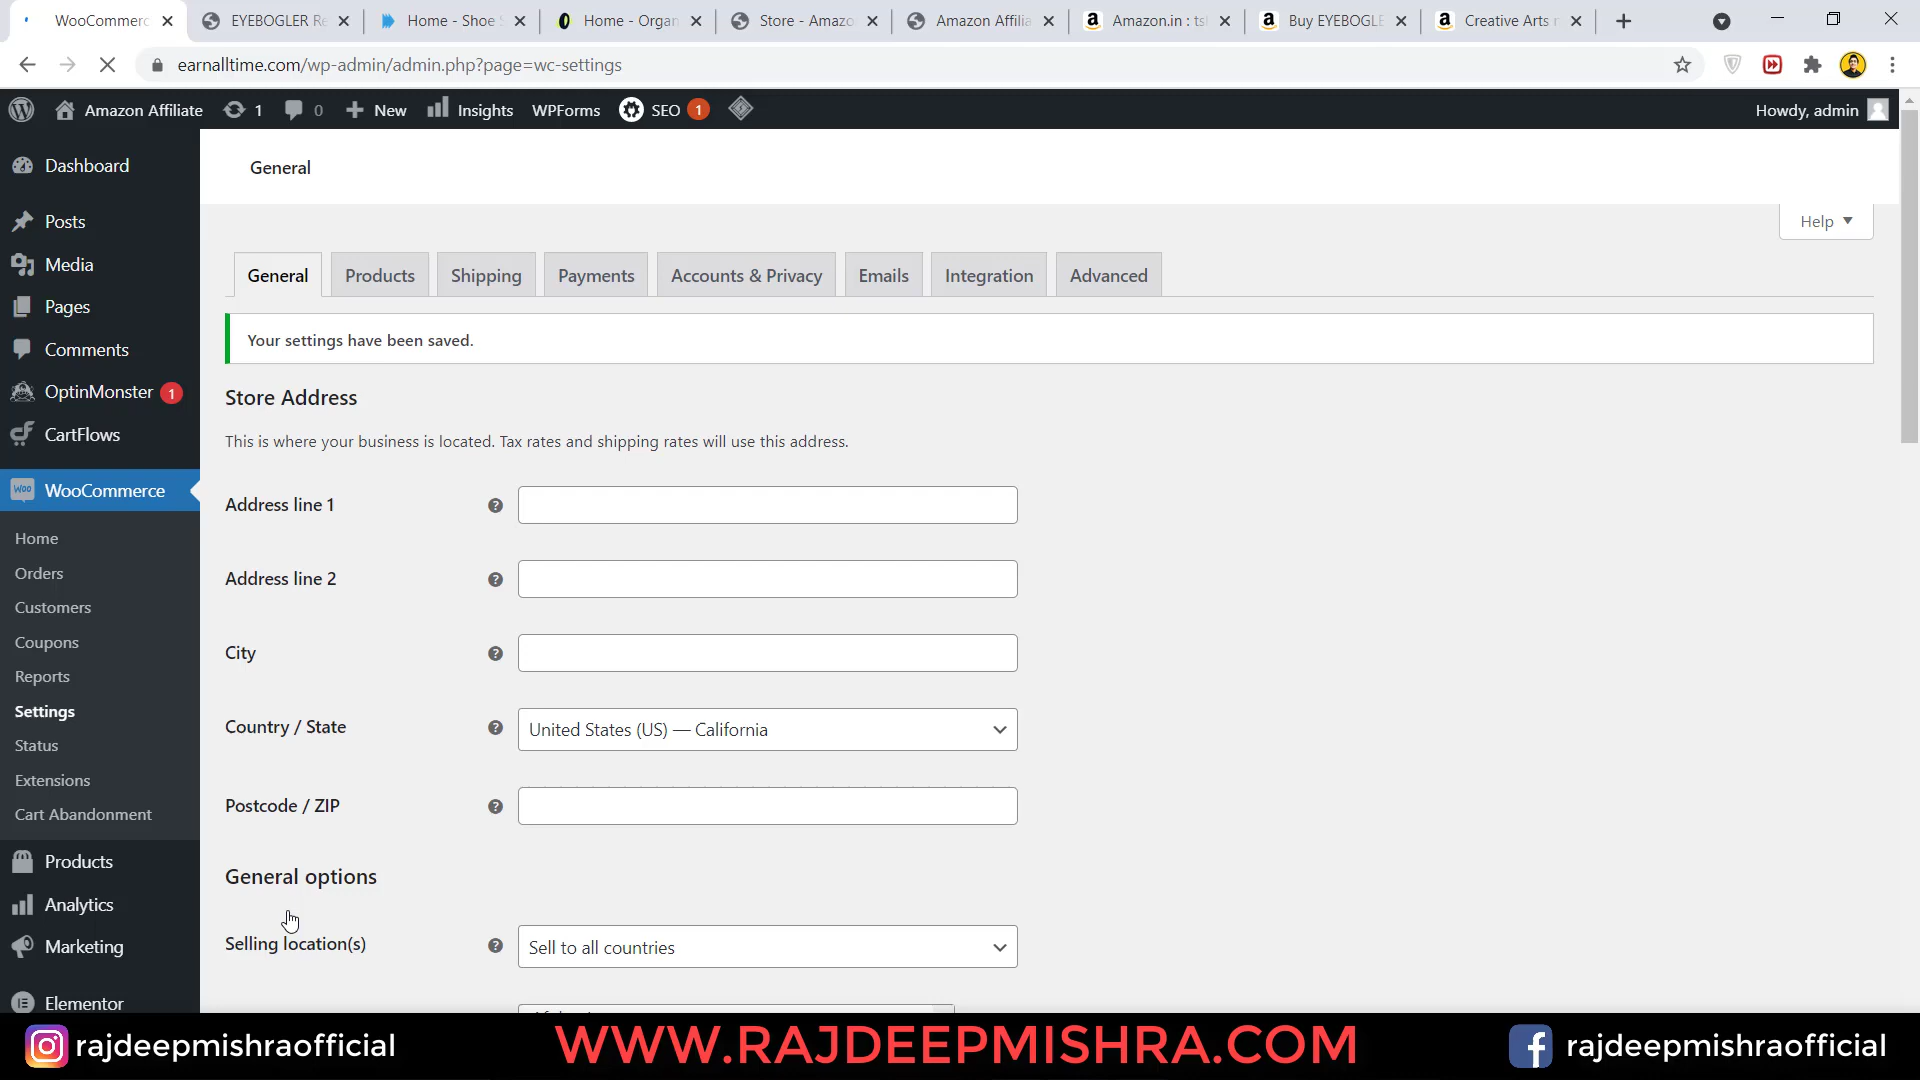 WooCommerc
EYEBOGLER Re
Home - Shoe S
Home - Organ
Store - Amazo
Amazon Affilia
Amazon.in : tsh
Buy EYEBOGLE
Creative Arts n
earnalltime.com/wp-admin/admin.php?page=wc-settings
Amazon Affiliate
1
0
New
Insights
WPForms
SEO 1
Howdy, admin
Dashboard
Posts
Media
Pages
Comments
OptinMonster 1
CartFlows
Woo WooCommerce
Home
Orders
Customers
Coupons
Reports
Settings
Status
Extensions
Cart Abandonment
Products
Analytics
Marketing
Elementor
General
Help
General
Products
Shipping
Payments
Accounts & Privacy
Emails
Integration
Advanced
Your settings have been saved.
Store Address
This is where your business is located. Tax rates and shipping rates will use this address.
Address line 1
Address line 2
City
Country / State
United States (US) — California
Postcode / ZIP
General options
Selling location(s)
Sell to all countries
rajdeepmishraofficial
WWW.RAJDEEPMISHRA.COM
rajdeepmishraofficial